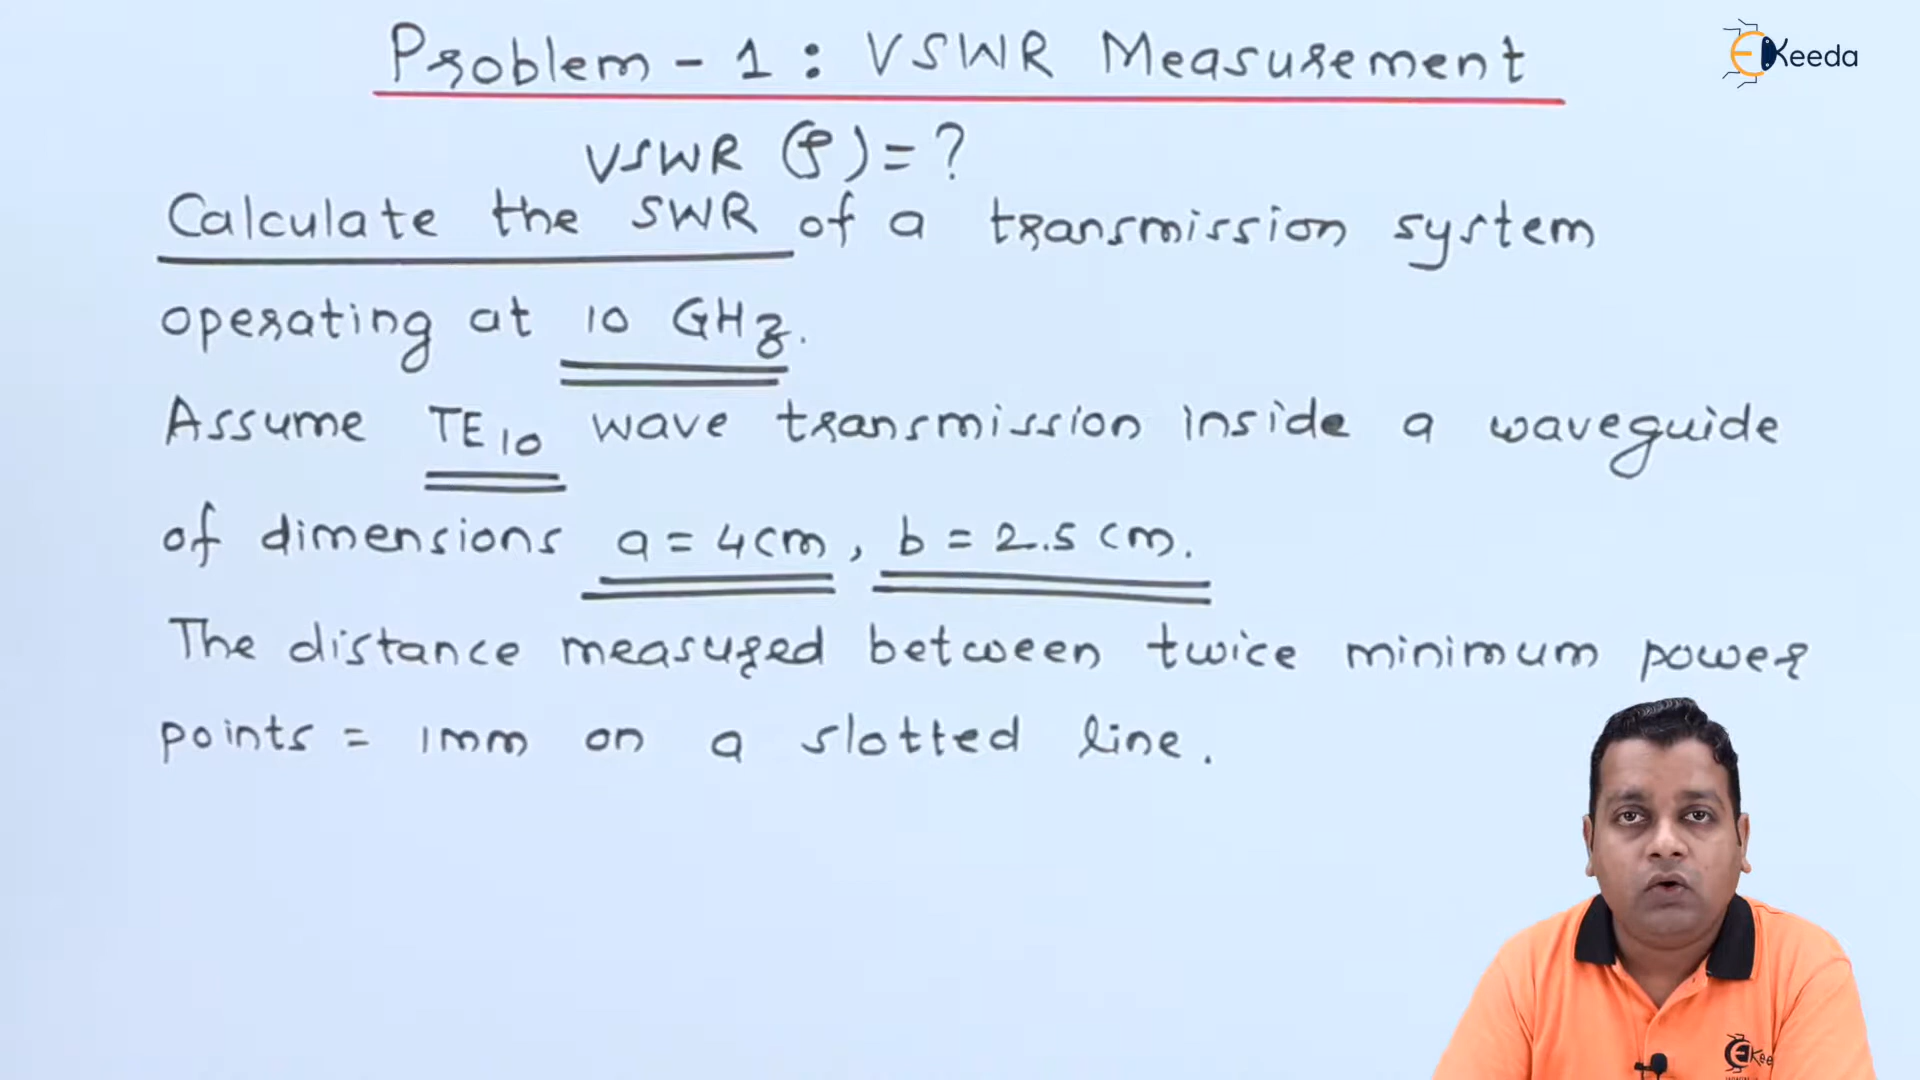 Problem - 1 : VSWR Measurement
EKeeda
VSWR (ρ) = ?
Calculate the SWR of a transmission system
operating at 10 GHz.
Assume TE10 wave transmission inside a waveguide
of dimensions a = 4cm, b = 2.5 cm.
The distance measured between twice minimum power
points = 1mm on a slotted line.